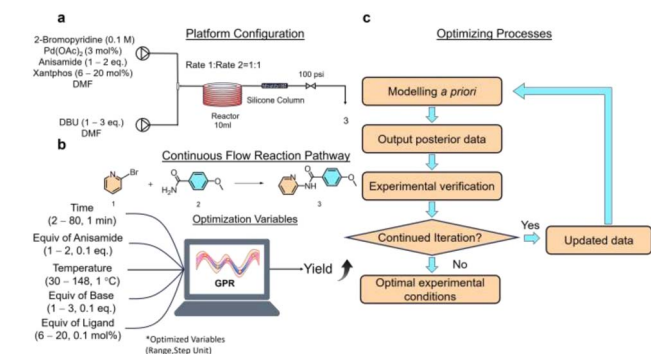 a
Platform Configuration
2-Bromopyridine (0.1 M)
Pd(OAc)2 (3 mol%)
Anisamide (1 – 2 eq.)
Xantphos (6 – 20 mol%)
DMF
Rate 1:Rate 2=1:1
100 psi
Silicone Column
Reactor
10ml
3
DBU (1 – 3 eq.)
DMF
b
Continuous Flow Reaction Pathway
N
Br
1
+
O
H2N
O
2
N
NH
O
O
3
Optimization Variables
Time
(2 – 80, 1 min)
Equiv of Anisamide
(1 – 2, 0.1 eq.)
Temperature
(30 – 148, 1 °C)
Equiv of Base
(1 – 3, 0.1 eq.)
Equiv of Ligand
(6 – 20, 0.1 mol%)
GPR
Yield
*Optimized Variables
(Range,Step Unit)
c
Optimizing Processes
Modelling a priori
Output posterior data
Experimental verification
Continued Iteration?
Yes
Updated data
No
Optimal experimental
conditions